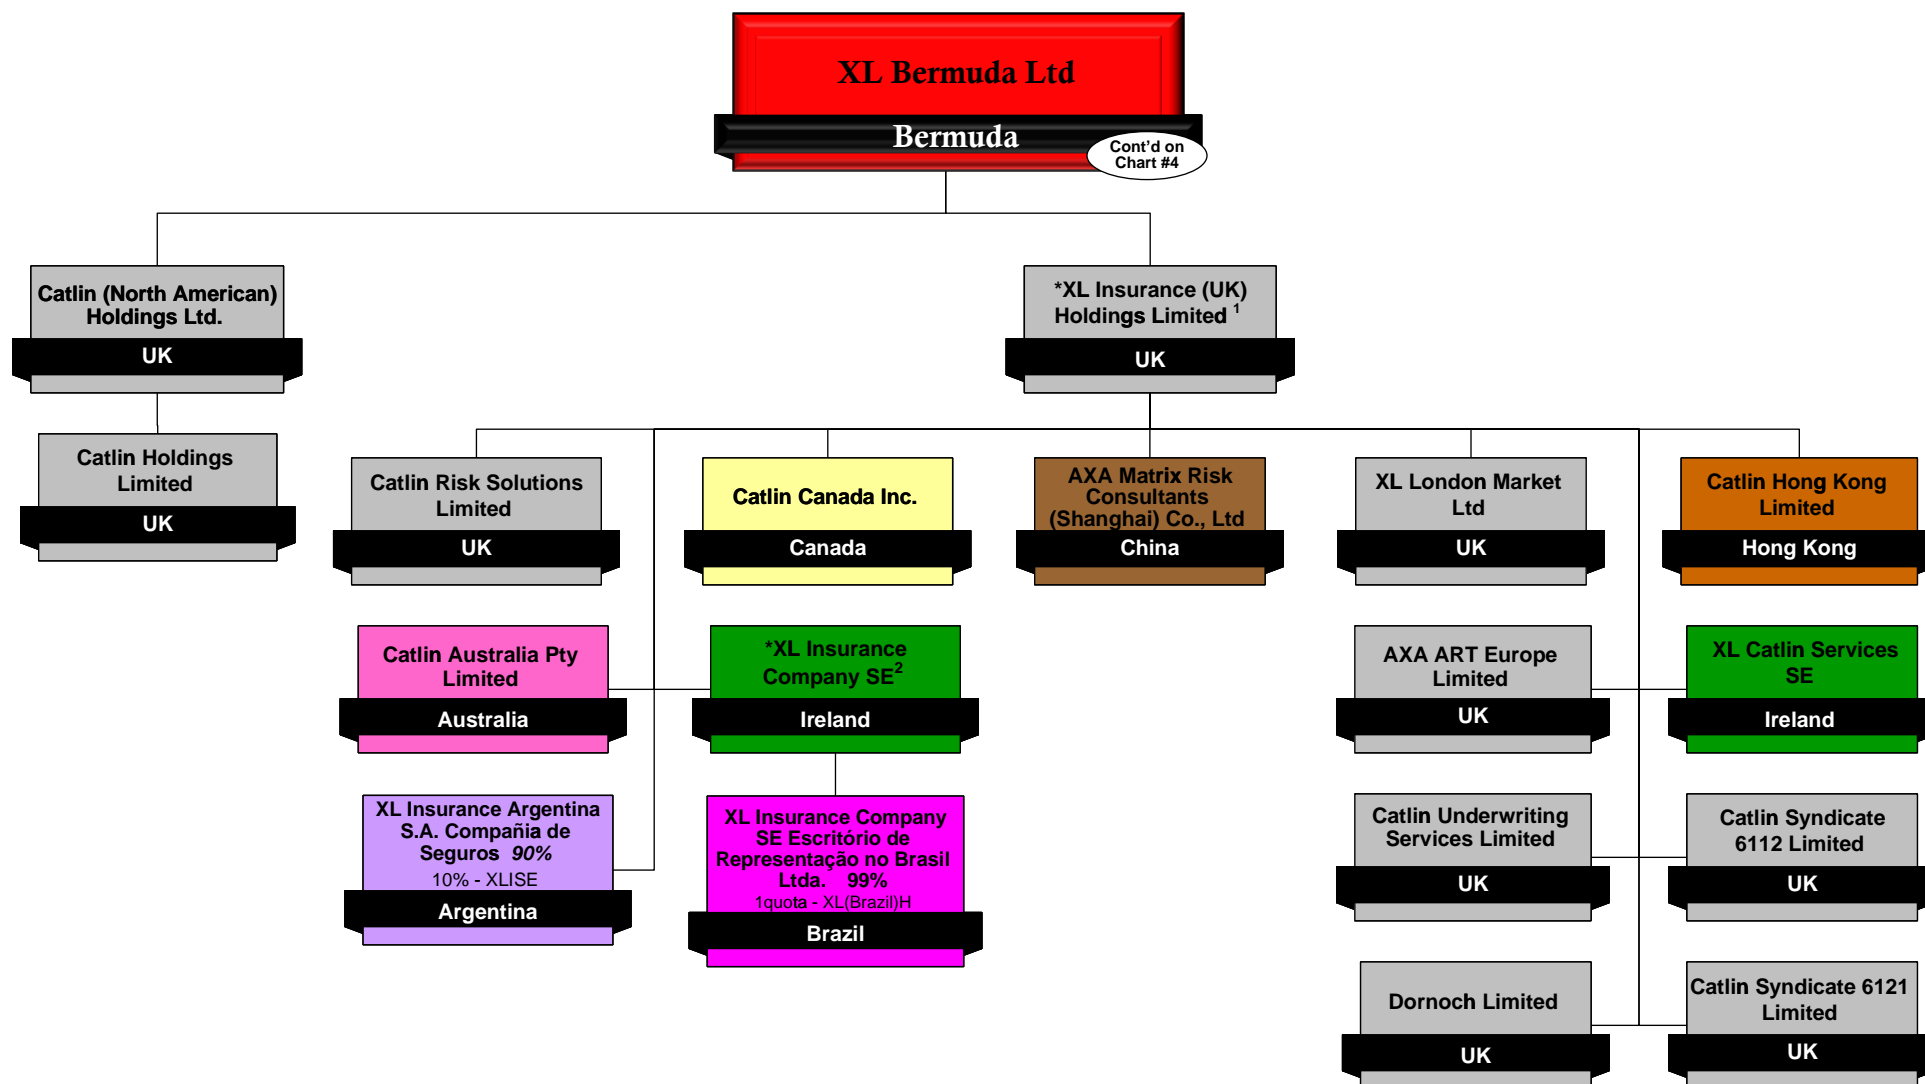 XL Bermuda Ltd
Bermuda
Cont'd on
Chart #4
Catlin (North American)
Holdings Ltd.
UK
*XL Insurance (UK)
Holdings Limited 1
UK
Catlin Holdings
Limited
UK
Catlin Risk Solutions
Limited
UK
Catlin Canada Inc.
Canada
AXA Matrix Risk
Consultants
(Shanghai) Co., Ltd
China
XL London Market
Ltd
UK
Catlin Hong Kong
Limited
Hong Kong
Catlin Australia Pty
Limited
Australia
*XL Insurance
Company SE2
Ireland
AXA ART Europe
Limited
UK
XL Catlin Services
SE
Ireland
XL Insurance Argentina
S.A. Compañia de
Seguros 90%
10% - XLISE
Argentina
XL Insurance Company
SE Escritório de
Representação no Brasil
Ltda. 99%
1quota - XL(Brazil)H
Brazil
Catlin Underwriting
Services Limited
UK
Catlin Syndicate
6112 Limited
UK
Dornoch Limited
UK
Catlin Syndicate 6121
Limited
UK